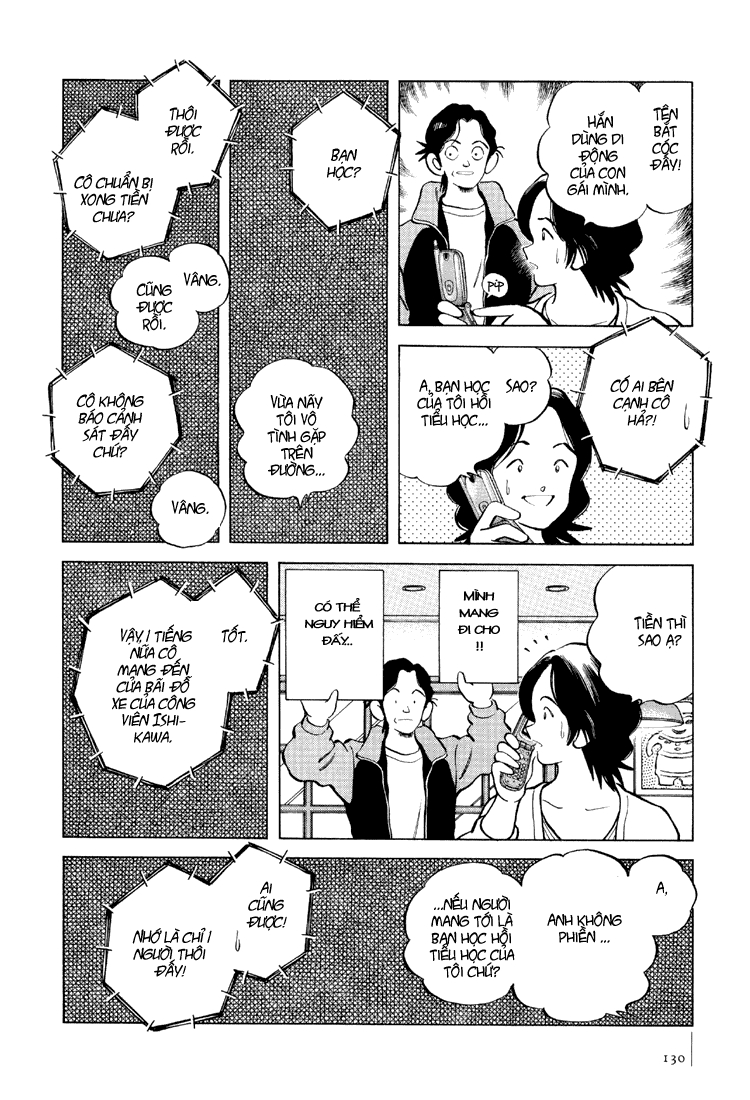 TÊN
BẮT
CÓC
ĐẤY!
HẮN
DÙNG DI
ĐỘNG
CỦA CON
GÁI MÌNH.
PÍP
CÓ AI BÊN
CẠNH CÔ
HẢ?!
SAO?
A, BẠN HỌC
CỦA TÔI HỒI
TIỂU HỌC...
BẠN
HỌC?
VỪA NÃY
TÔI VÔ
TÌNH GẶP
TRÊN
ĐƯỜNG...
THÔI
ĐƯỢC
RỒI.
CÔ CHUẨN BỊ
XONG TIỀN
CHƯA?
VÂNG.
CŨNG
ĐƯỢC
RỒI.
CÔ KHÔNG
BÁO CẢNH
SÁT ĐẤY
CHỨ?
VÂNG.
TIỀN THÌ
SAO Ạ?
MÌNH
MANG
ĐI CHO
!!
CÓ THỂ
NGUY HIỂM
ĐẤY...
TỐT.
VẬY, 1 TIẾNG
NỮA CÔ
MANG ĐẾN
CỬA BÃI ĐỖ
XE CỦA CÔNG
VIÊN ISHI-
KAWA.
A,
ANH KHÔNG
PHIỀN ...
...NẾU NGƯỜI
MANG TỚI LÀ
BẠN HỌC HỒI
TIỂU HỌC CỦA
TÔI CHỨ?
AI
CŨNG
ĐƯỢC!
NHỚ LÀ CHỈ 1
NGƯỜI THÔI
ĐẤY!
130